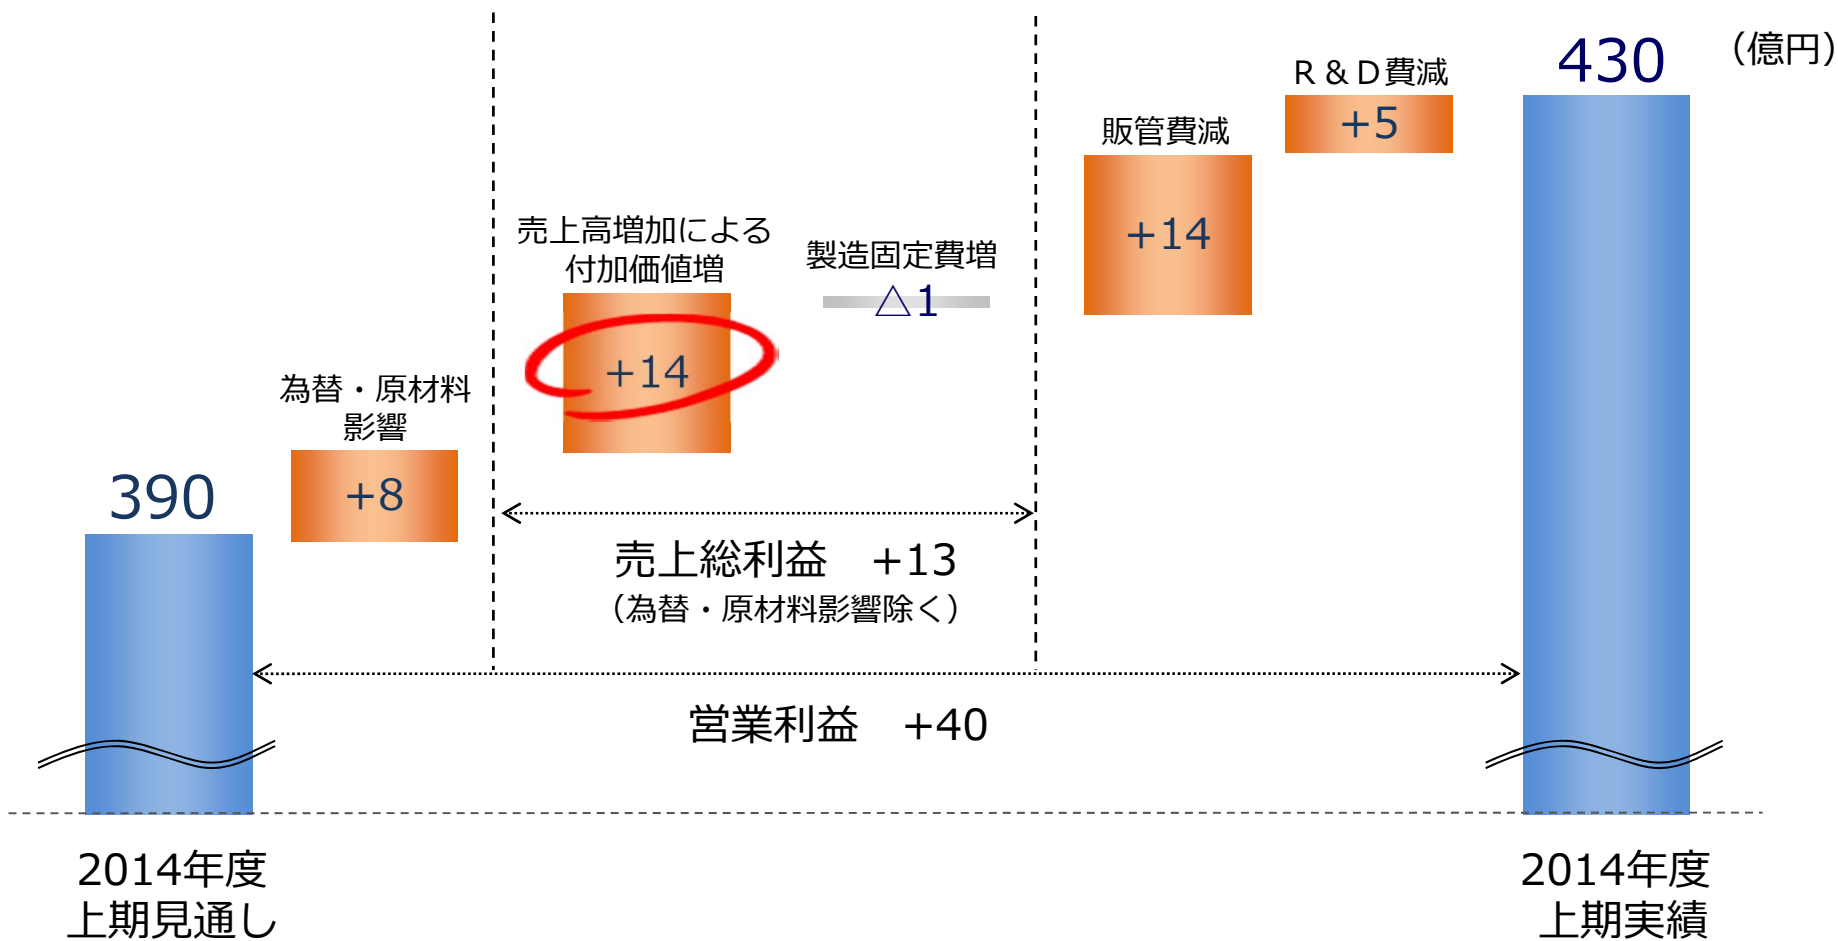 （億円）
430
R＆D費減
+5
販管費減
+14
売上高増加による
付加価値増
+14
製造固定費増
△1
為替・原材料
影響
+8
390
売上総利益　+13
（為替・原材料影響除く）
営業利益　+40
2014年度
上期見通し
2014年度
上期実績